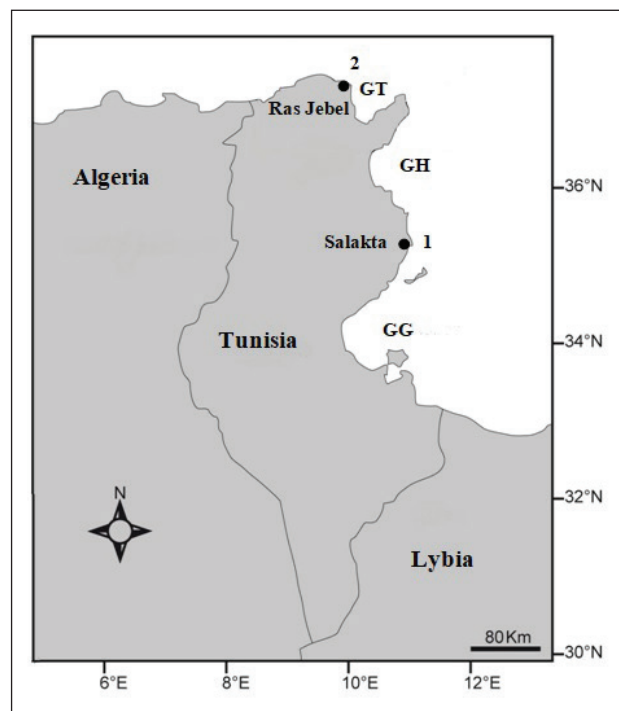 2
GT
Ras Jebel
Algeria
GH
36°N
Salakta
1
GG
Tunisia
34°N
N
32°N
Lybia
80Km
30°N
6°E
8°E
10°E
12°E